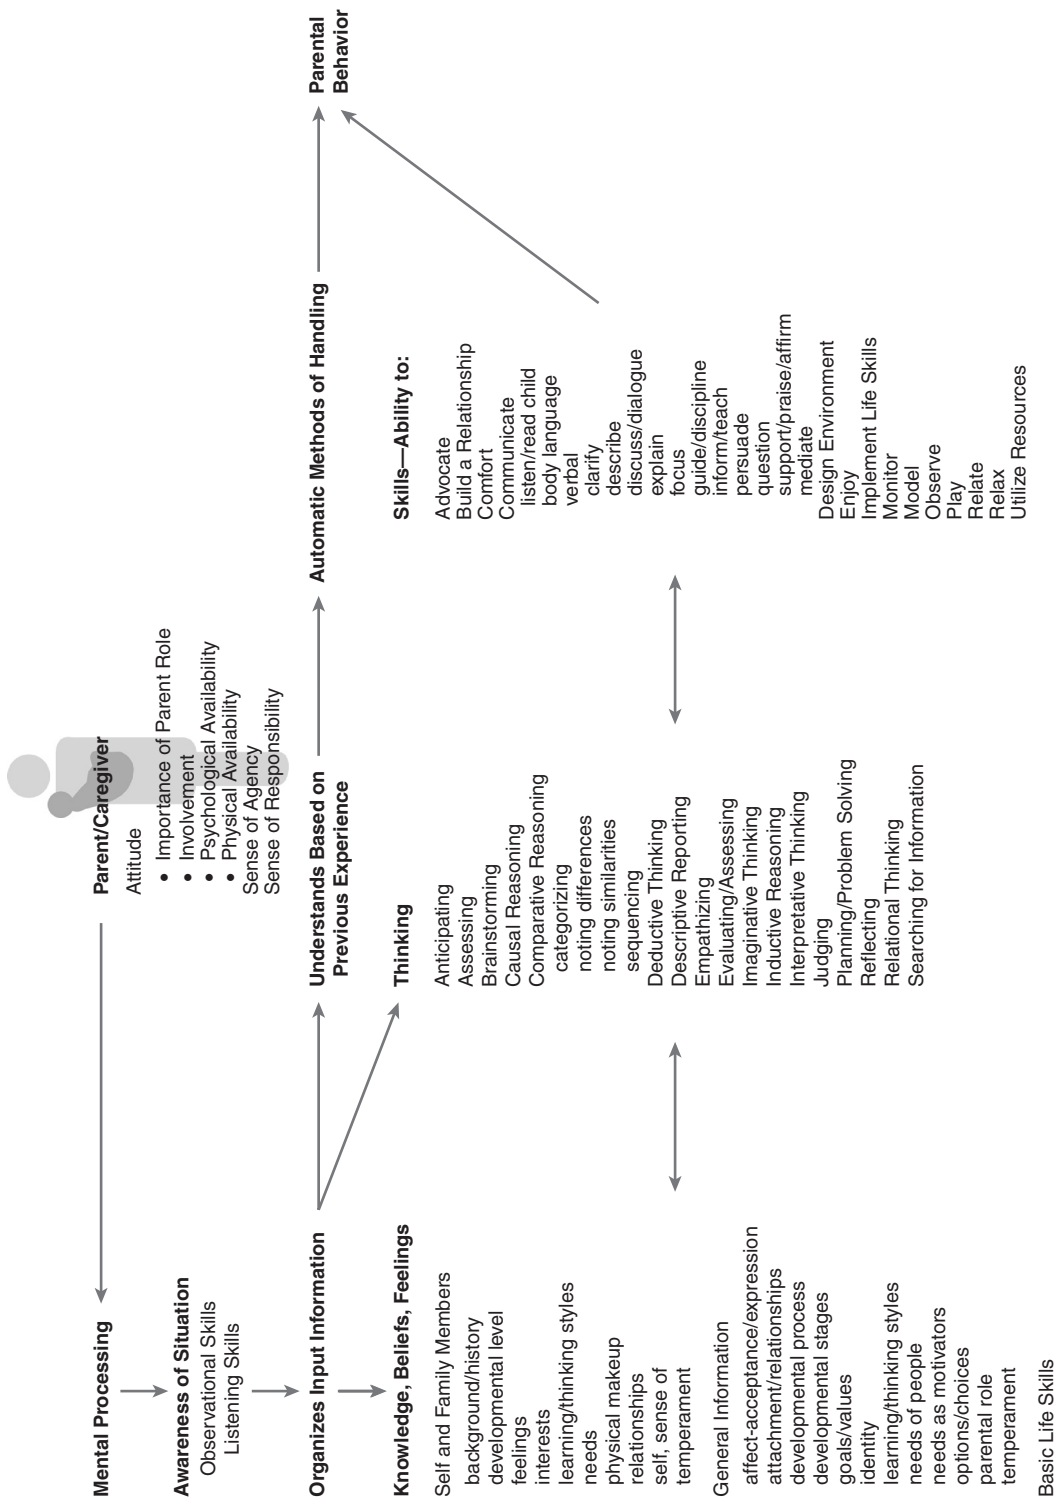 Parent/Caregiver
Attitude
• Importance of Parent Role
• Involvement
• Psychological Availability
• Physical Availability
Sense of Agency
Sense of Responsibility
Mental Processing
Awareness of Situation
Observational Skills
Listening Skills
Organizes Input Information
Understands Based on
Previous Experience
Automatic Methods of Handling
Parental
Behavior
Knowledge, Beliefs, Feelings
Self and Family Members
background/history
developmental level
feelings
interests
learning/thinking styles
needs
physical makeup
relationships
self, sense of
temperament
General Information
affect-acceptance/expression
attachment/relationships
developmental process
developmental stages
goals/values
identity
learning/thinking styles
needs of people
needs as motivators
options/choices
parental role
temperament
Basic Life Skills
Thinking
Anticipating
Assessing
Brainstorming
Causal Reasoning
Comparative Reasoning
categorizing
noting differences
noting similarities
sequencing
Deductive Thinking
Descriptive Reporting
Empathizing
Evaluating/Assessing
Imaginative Thinking
Inductive Reasoning
Interpretative Thinking
Judging
Planning/Problem Solving
Reflecting
Relational Thinking
Searching for Information
Skills—Ability to:
Advocate
Build a Relationship
Comfort
Communicate
listen/read child
body language
verbal
clarify
describe
discuss/dialogue
explain
focus
guide/discipline
inform/teach
persuade
question
support/praise/affirm
mediate
Design Environment
Enjoy
Implement Life Skills
Monitor
Model
Observe
Play
Relate
Relax
Utilize Resources